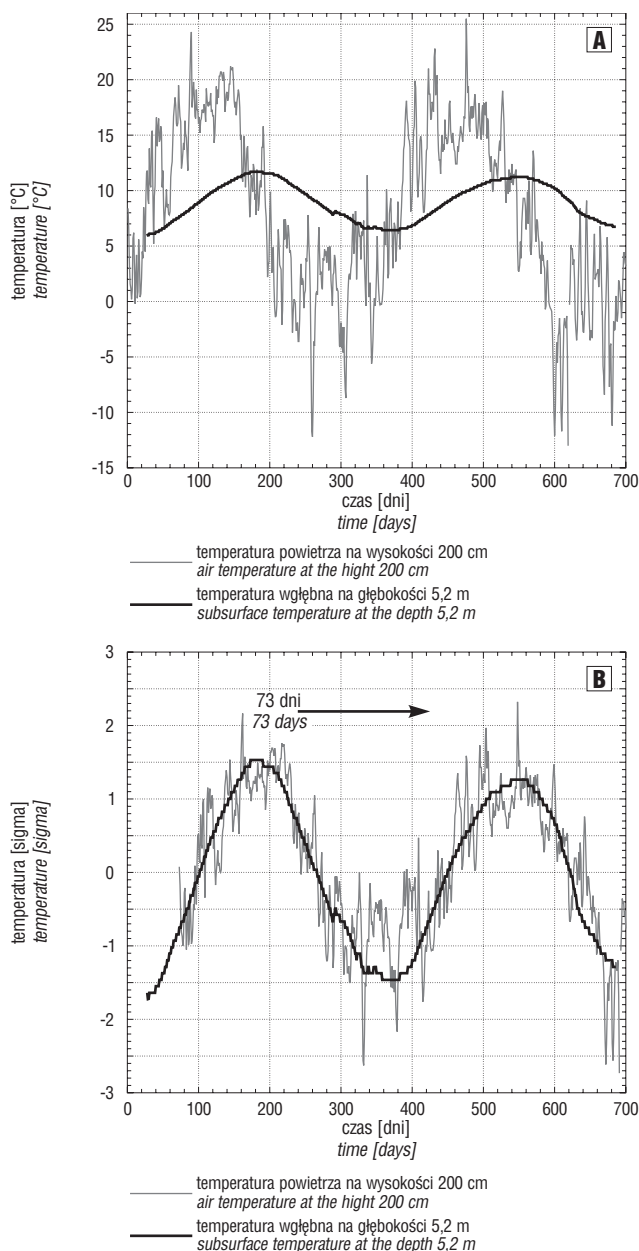 25
20
15
10
5
0
-5
-10
-15
temperatura [°C]
temperature [°C]
A
0
100
200
300
400
500
600
700
czas [dni]
time [days]
temperatura powietrza na wysokości 200 cm
air temperature at the hight 200 cm
temperatura wgłębna na głębokości 5,2 m
subsurface temperature at the depth 5,2 m
3
2
1
0
-1
-2
-3
temperatura [sigma]
temperature [sigma]
B
73 dni
73 days
0
100
200
300
400
500
600
700
czas [dni]
time [days]
temperatura powietrza na wysokości 200 cm
air temperature at the hight 200 cm
temperatura wgłębna na głębokości 5,2 m
subsurface temperature at the depth 5,2 m